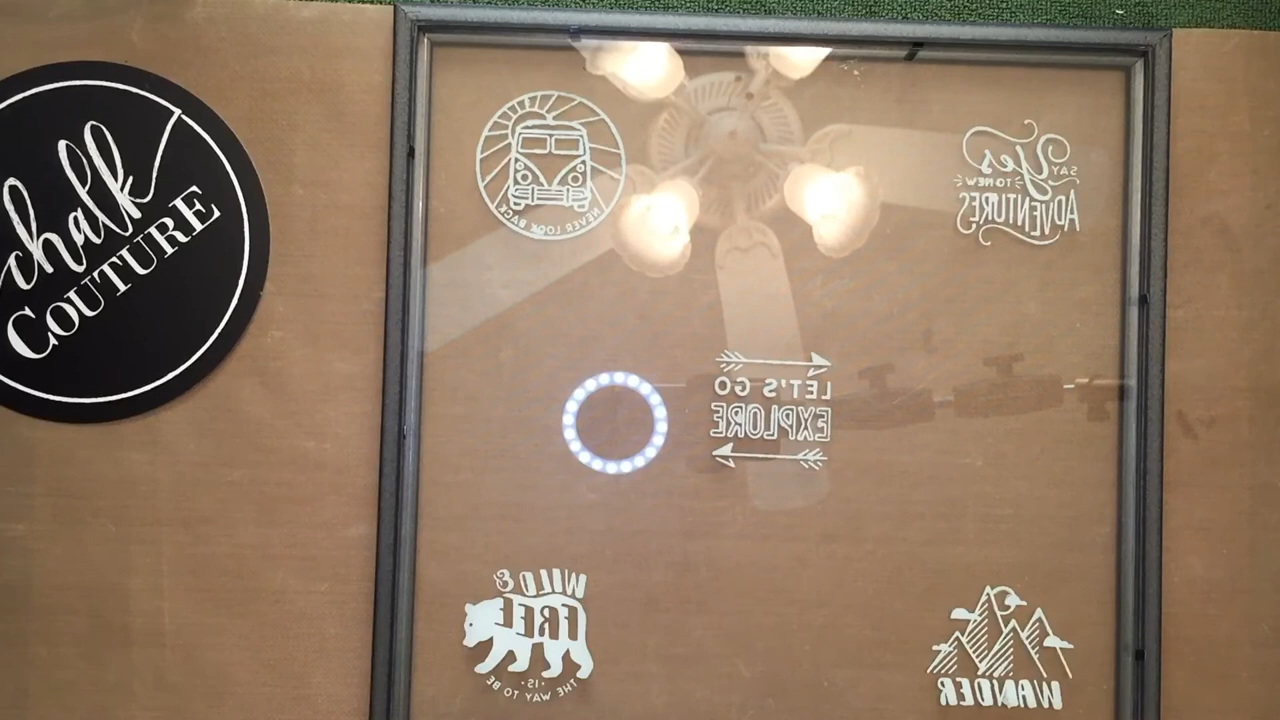 chalk
COUTURE
NEVER LOOK BACK
SAY Yes
TO NEW
ADVENTURES
LET'S GO
EXPLORE
WILD &
FREE
·IS·
THE WAY TO BE
WANDER